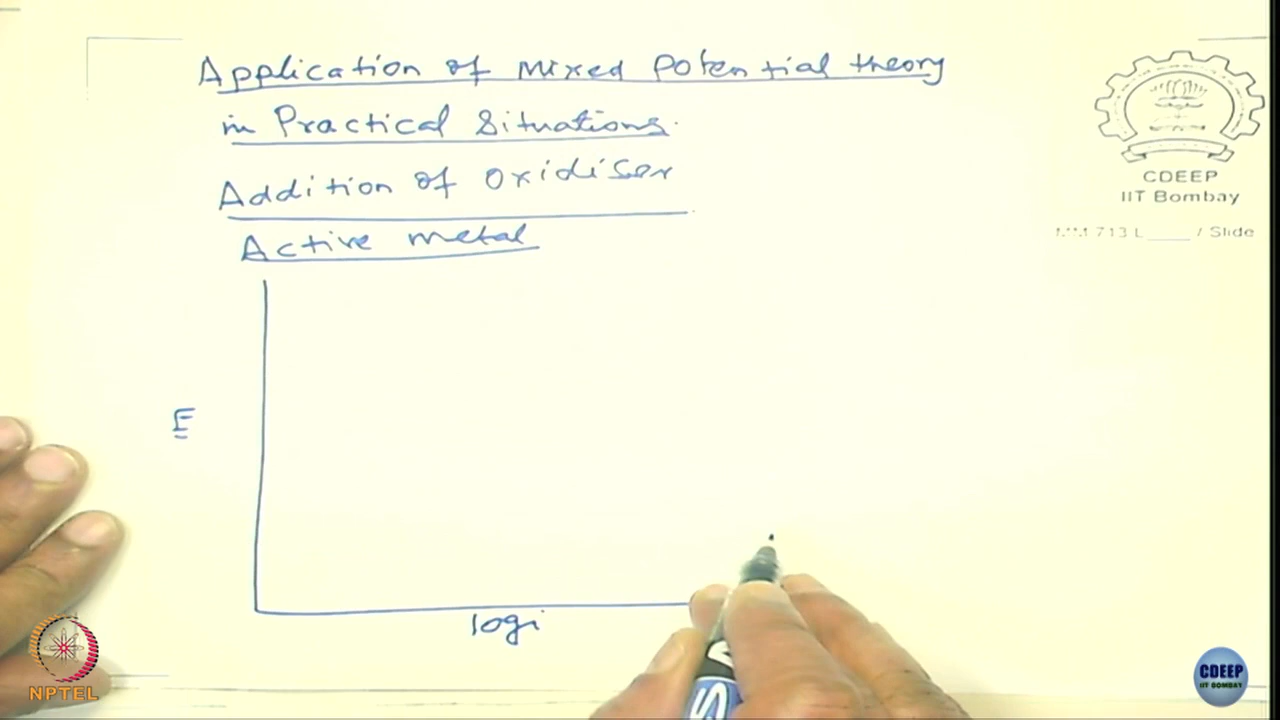 Application of Mixed Potential theory
in Practical Situations.
Addition of Oxidiser
Active metal
E
log i
CDEEP
IIT Bombay
MM 713 L____ / Slide
NPTEL
CDEEP
IIT BOMBAY